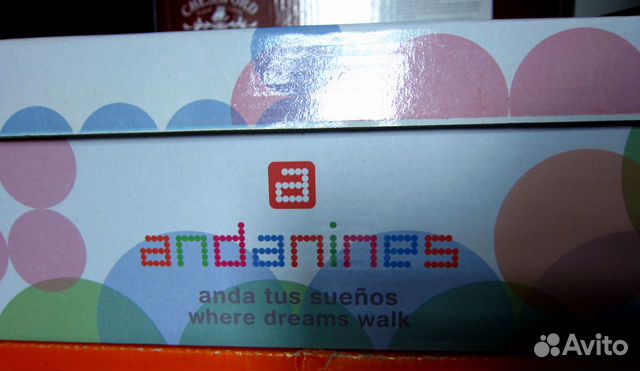 a
andanines
anda tus sueños
where dreams walk
Avito